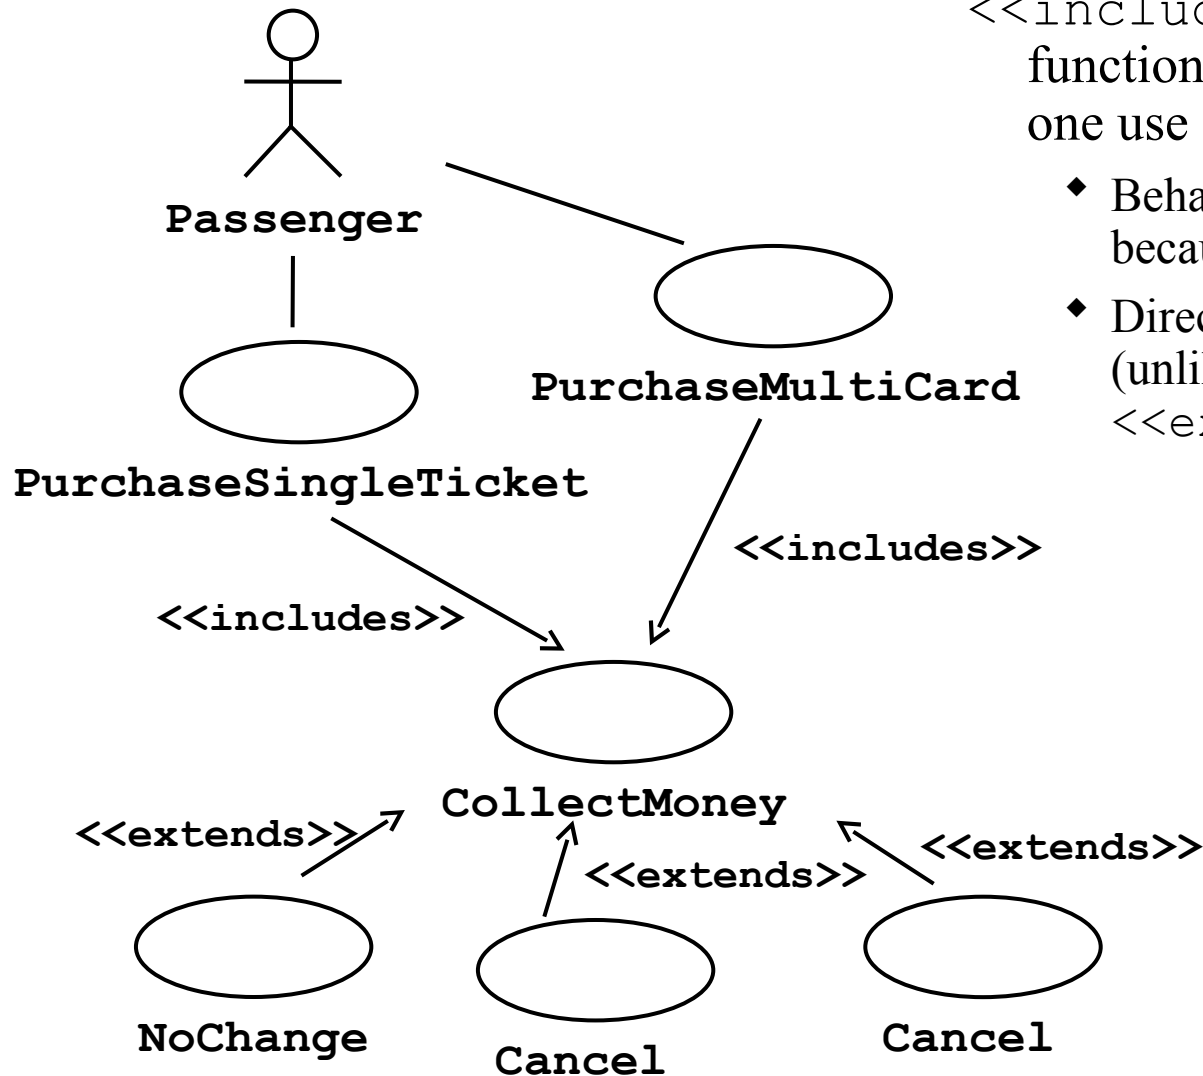 <<includ
function
one use
Beha
becau
Direc
(unli
<<ex
Passenger
PurchaseMultiCard
PurchaseSingleTicket
<<includes>>
<<includes>>
CollectMoney
<<extends>>
<<extends>>
<<extends>>
NoChange
Cancel
Cancel